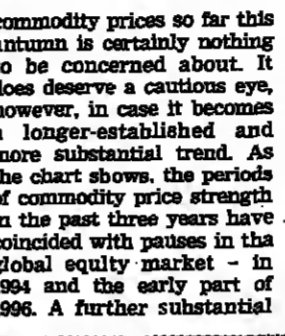 commodity prices so far this
autumn is certainly nothing
to be concerned about. It
does deserve a cautious eye,
however, in case it becomes
a longer-established and
more substantial trend. As
the chart shows, the periods
of commodity price strength
in the past three years have
coincided with pauses in the
global equity market – in
1994 and the early part of
1996. A further substantial